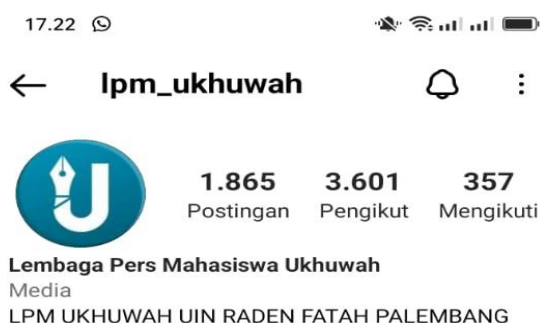 17.22
lpm_ukhuwah
1.865 3.601 357
Postingan Pengikut Mengikuti
Lembaga Pers Mahasiswa Ukhuwah
Media
LPM UKHUWAH UIN RADEN FATAH PALEMBANG